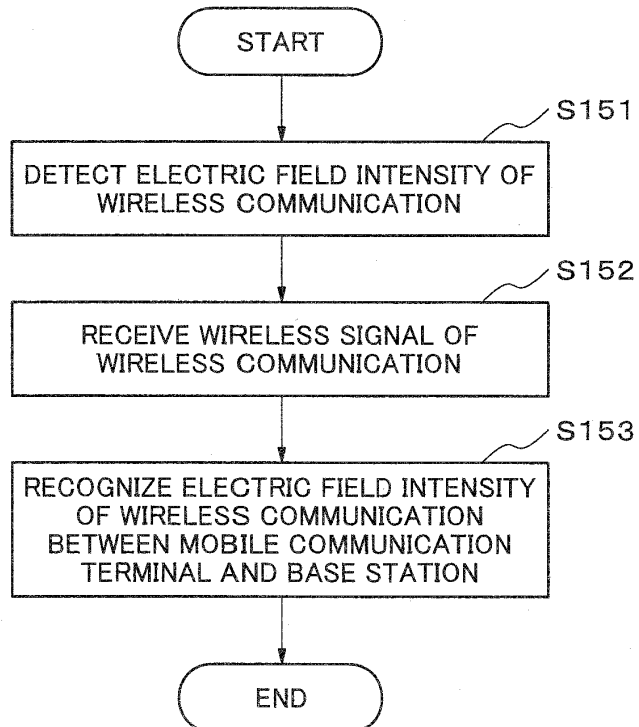 START
S151
DETECT ELECTRIC FIELD INTENSITY OF
WIRELESS COMMUNICATION
S152
RECEIVE WIRELESS SIGNAL OF
WIRELESS COMMUNICATION
S153
RECOGNIZE ELECTRIC FIELD INTENSITY
OF WIRELESS COMMUNICATION
BETWEEN MOBILE COMMUNICATION
TERMINAL AND BASE STATION
END